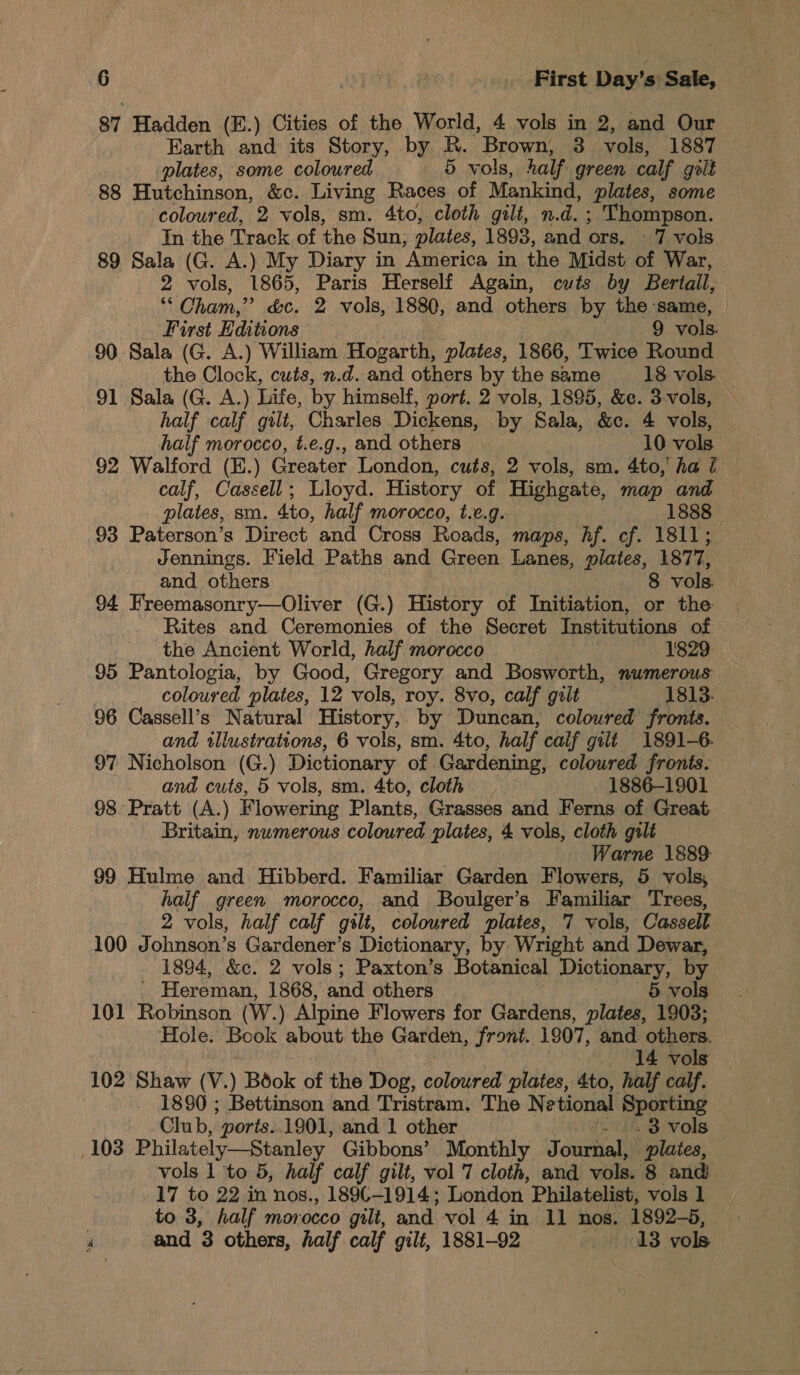 6 First Day's Sale,
87 Hadden (E.) Cities of the World, 4 vols in 2, and Our
Earth and its Story, by R. Brown, 3 vols, 1887
plates, some coloured 5 vols, half green calf gilt
88 Hutchinson, &c. Living Races of Mankind, plates, some
coloured, 2 vols, sm. 4to, cloth gilt, n.d. ; Thompson.
In the Track of the Sun, plates, 1893, and ors. 7 vols
89 Sala (G. A.) My Diary in America in the Midst of War,
2 vols, 1865, Paris Herself Again, cuts by Bertall,
“Cham,” &c. 2 vols, 1880, and others by the same,
First Editions 9 vols.
90 Sala (G. A.) William Hogarth, plates, 1866, Twice Round
the Clock, cuts, n.d. and others by the same 18 vols.
91 Sala (G. A.) Life, by himself, port. 2 vols, 1895, &c. 3 vols,
half calf gilt, Charles Dickens, by Sala, &c. 4 vols,
half morocco, t.e.g., and others 10 vols
92 Walford (E.) Greater London, cuts, 2 vols, sm. 4to, ha l
calf, Cassell; Lloyd. History of Highgate, map and
plates, sm. 4to, half morocco, t.e.g. 1888
93 Paterson's Direct and Cross Roads, maps, hf. cf. 1811;
Jennings. Field Paths and Green Lanes, plates, 1877,
and others 8 vols.
94 Freemasonry—Oliver (G.) History of Initiation, or the
Rites and Ceremonies of the Secret Institutions of
the Ancient World, half morocco 1829
95 Pantologia, by Good, Gregory and Bosworth, numerous
coloured plates, 12 vols, roy. 8vo, calf gilt 1813.
96 Cassell's Natural History, by Duncan, coloured fronts.
and illustrations, 6 vols, sm. 4to, half calf gilt 1891-6.
97 Nicholson (G.) Dictionary of Gardening, coloured fronts.
and cuts, 5 vols, sm. 4to, cloth 1886-1901
98 Pratt (A.) Flowering Plants, Grasses and Ferns of Great
Britain, numerous coloured plates, 4 vols, cloth gilt
Warne 1889
99 Hulme and Hibberd. Familiar Garden Flowers, 5 vols,
half green morocco, and Boulger's Familiar Trees,
2 vols, half calf gilt, coloured plates, 7 vols, Cassell
100 Johnson's Gardener's Dictionary, by Wright and Dewar,
1894, &c. 2 vols; Paxton's Botanical Dictionary, by
Hereman, 1868, and others 5 vols
101 Robinson (W.) Alpine Flowers for Gardens, plates, 1903;
Hole. Book about the Garden, front. 1907, and others.
14 vols
102 Shaw (V.) Book of the Dog, coloured plates, 4to, half calf.
1890 ; Bettinson and Tristram. The National Sporting
Club, ports. 1901, and 1 other 3 vols
103 Philately—Stanley Gibbons' Monthly Journal, plates,
vols 1 to 5, half calf gilt, vol 7 cloth, and vols. 8 and
17 to 22 in nos., 1890-1914; London Philatelist, vols 1
to 3, half morocco gilt, and vol 4 in 11 nos. 1892-5,
and 3 others, half calf gilt, 1881-92 13 vols